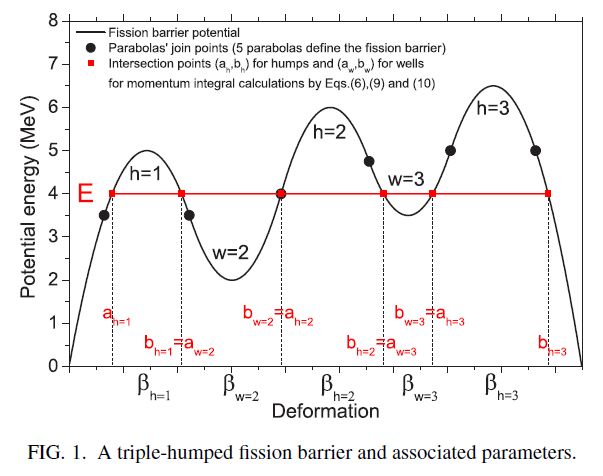 8
7
6
5
4
3
2
1
0
Potential energy (MeV)
Fission barrier potential
Parabolas' join points (5 parabolas define the fission barrier)
Intersection points (a_h,b_h) for humps and (a_w,b_w) for wells
for momentum integral calculations by Eqs.(6),(9) and (10)
h=1
h=2
h=3
w=2
w=3
E
a_h=1
b_h=1=a_w=2
b_w=2=a_h=2
b_h=2=a_w=3
b_w=3=a_h=3
b_h=3
β_h=1
β_w=2
β_h=2
β_w=3
β_h=3
Deformation
FIG. 1. A triple-humped fission barrier and associated parameters.